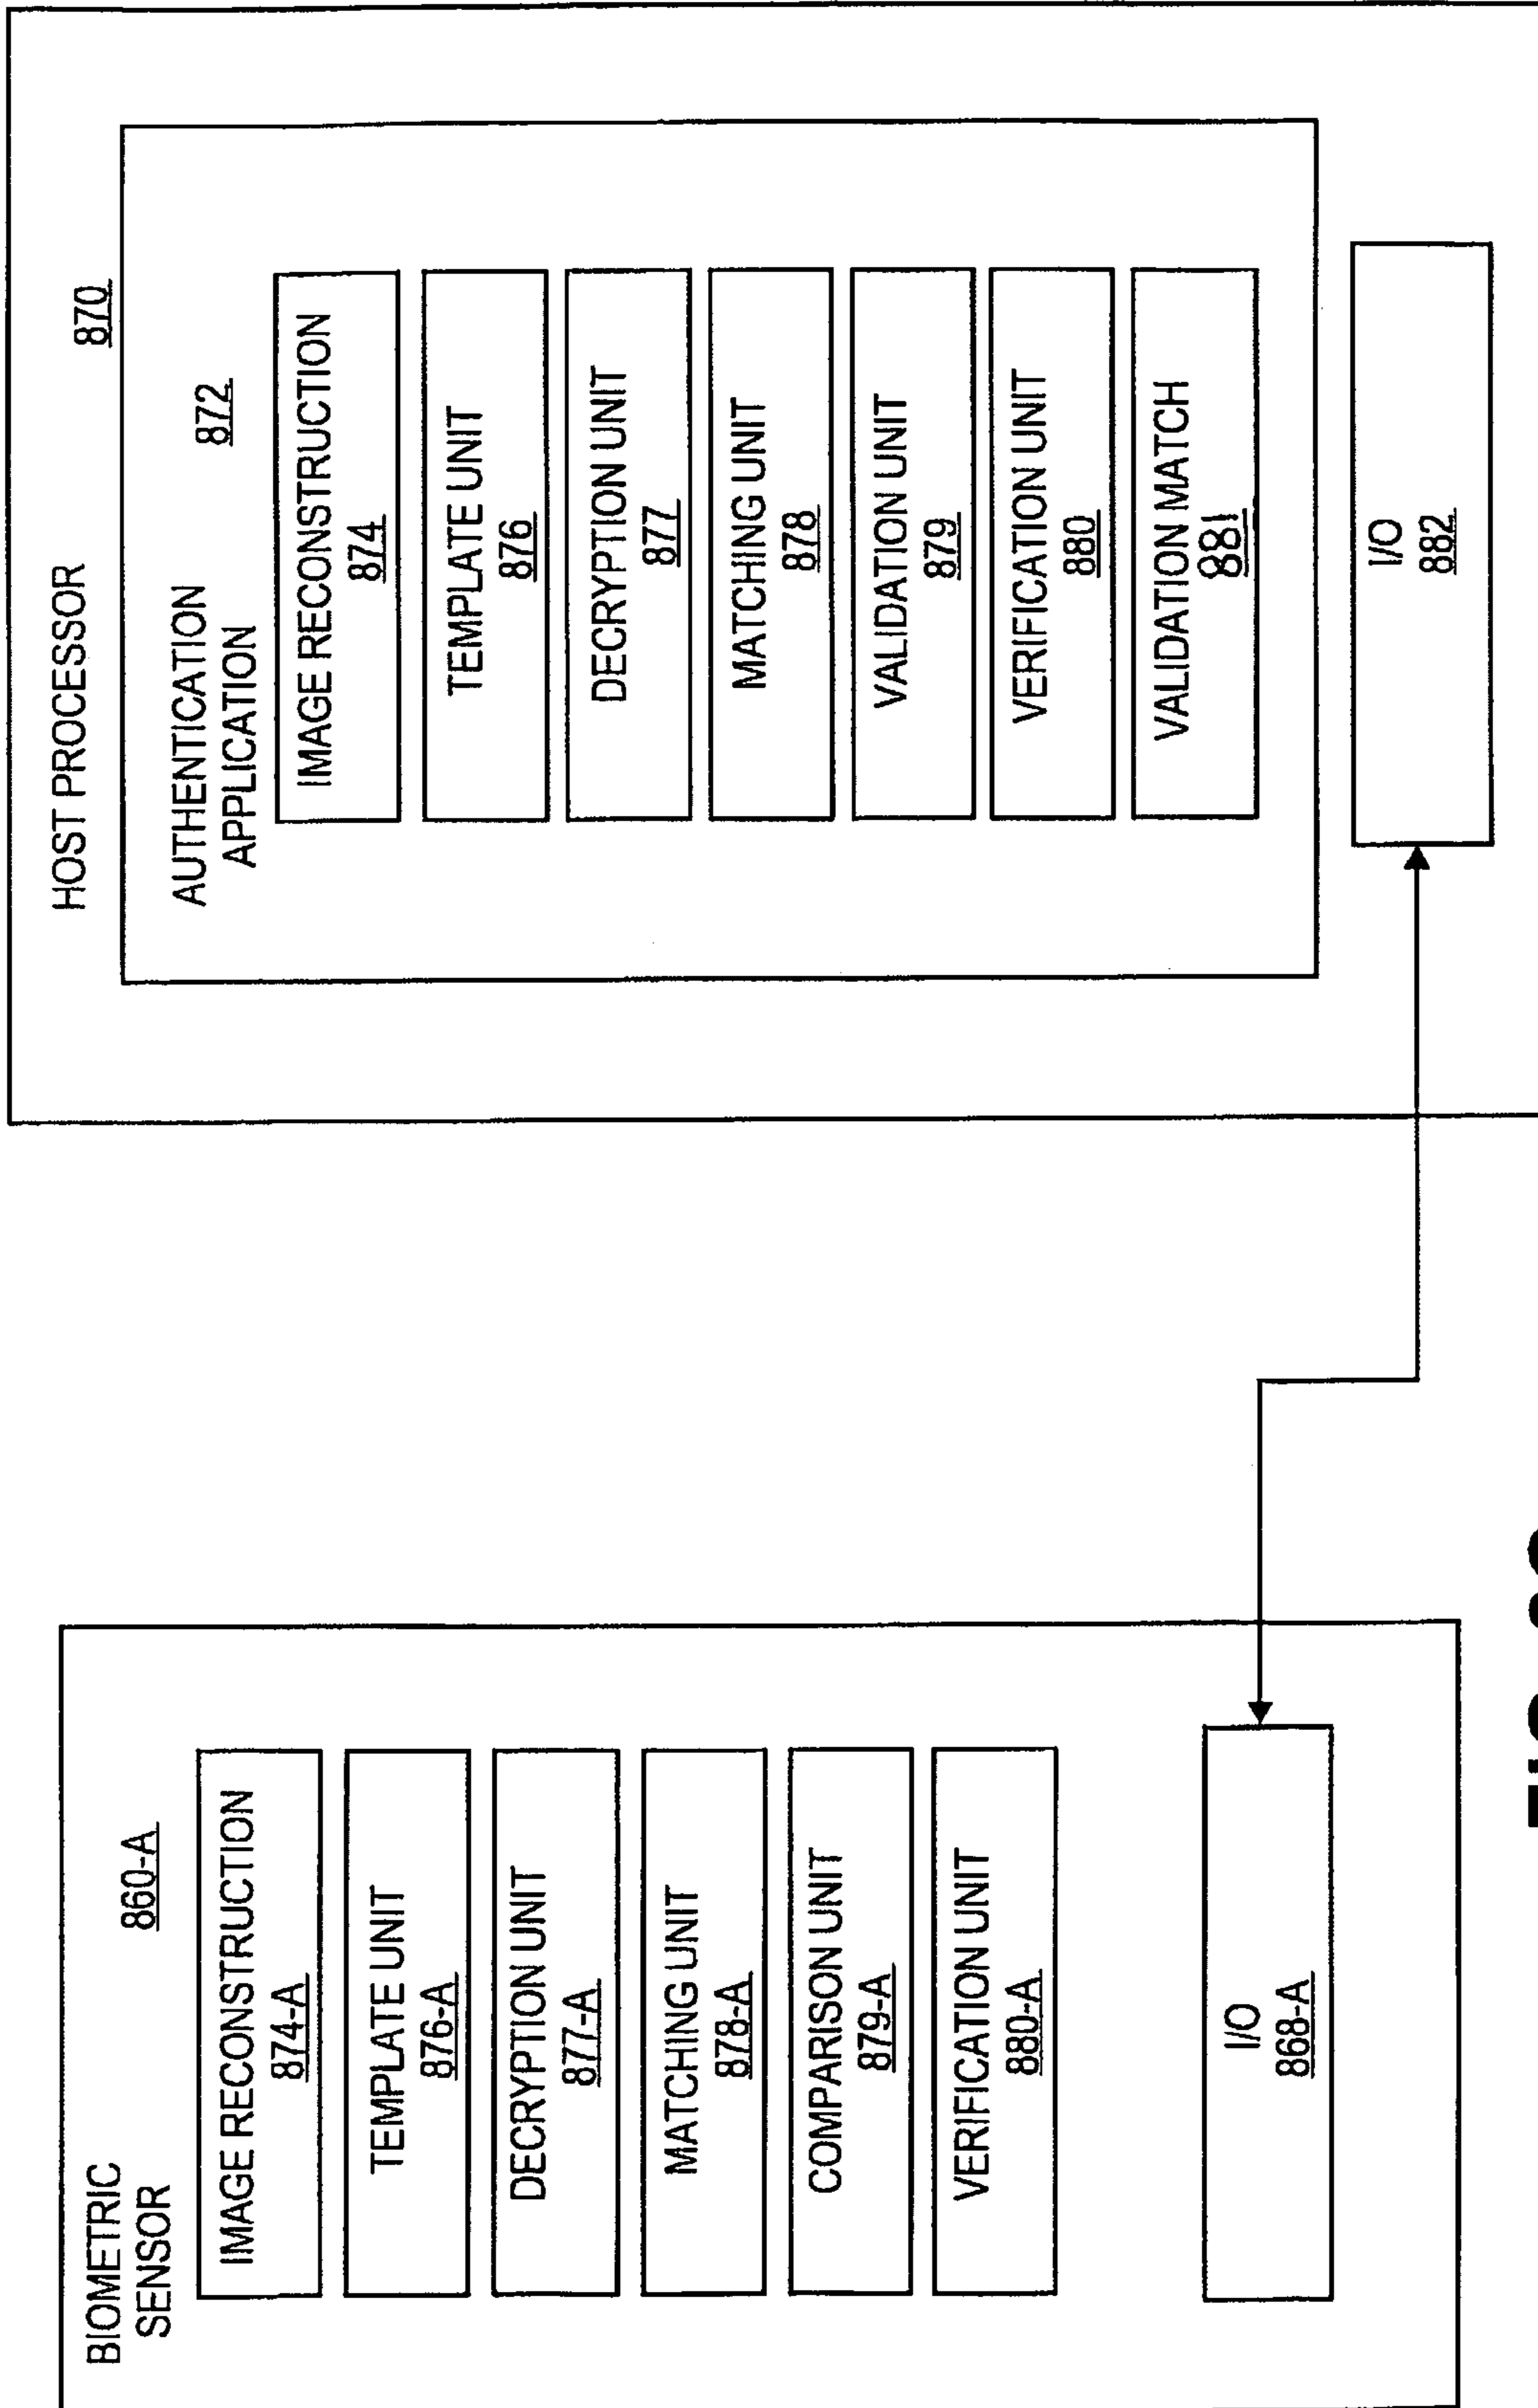 BIOMETRIC
SENSOR
860-A
IMAGE RECONSTRUCTION
874-A
TEMPLATE UNIT
876-A
DECRYPTION UNIT
877-A
MATCHING UNIT
878-A
COMPARISON UNIT
879-A
VERIFICATION UNIT
880-A
I/O
868-A
HOST PROCESSOR
870
AUTHENTICATION
APPLICATION
872
IMAGE RECONSTRUCTION
874
TEMPLATE UNIT
876
DECRYPTION UNIT
877
MATCHING UNIT
878
VALIDATION UNIT
879
VERIFICATION UNIT
880
VALIDATION MATCH
881
I/O
882